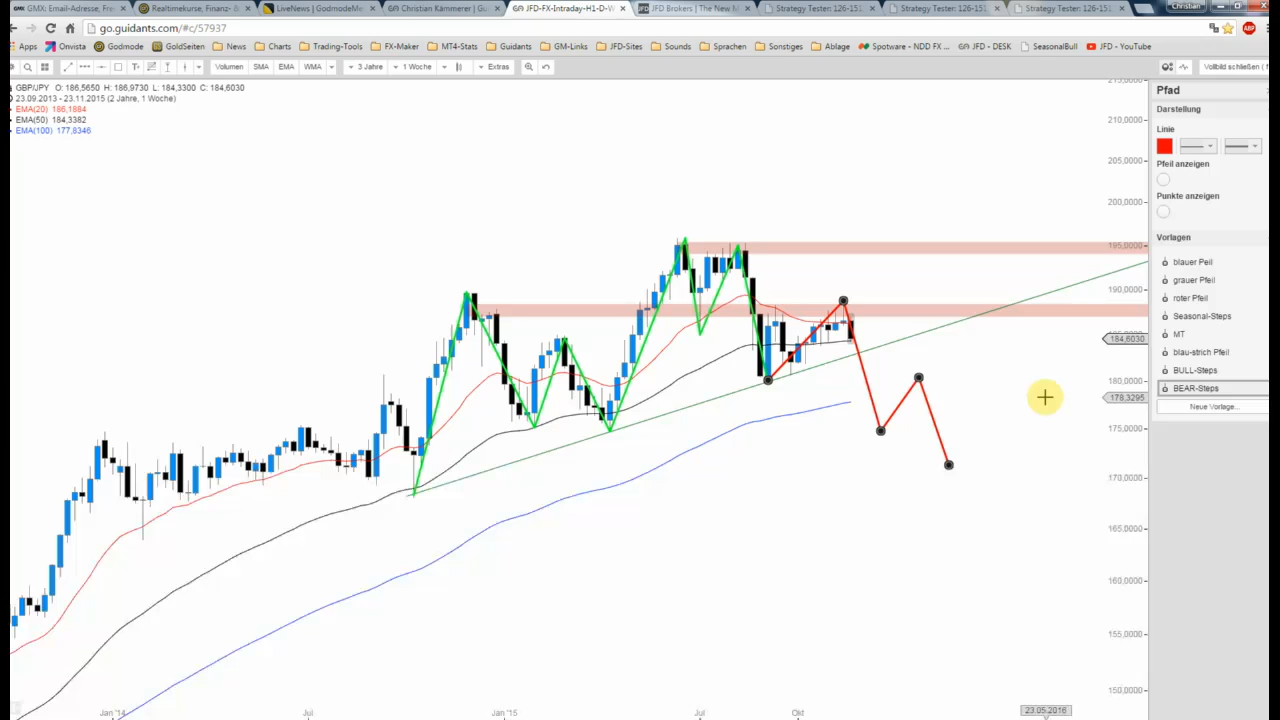 GMX: Email-Adresse, Fre
Realtimekurse, Finanz- &
LiveNews | GodmodeMe
Christian Kämmerer | Gu
JFD-FX-Intraday-H1-D-W
JFD Brokers | The New M
Strategy Tester: 126-151
Strategy Tester: 126-151
Strategy Tester: 126-151
Christian
go.guidants.com/#c/57937
Apps Onvista Godmode GoldSeiten News Charts Trading-Tools FX-Maker MT4-Stats Guidants GM-Links JFD-Sites Sounds Sprachen Sonstiges Ablage Spotware - NDD FX ... JFD - DESK SeasonalBull JFD - YouTube
Volumen SMA EMA WMA 3 Jahre 1 Woche Extras Vollbild schließen ( f
GBP/JPY O: 186,5650 H: 186,9730 L: 184,3300 C: 184,6030
23.09.2013 - 23.11.2015 (2 Jahre, 1 Woche)
EMA(20) 186,1884
EMA(50) 184,3382
EMA(100) 177,8346
210,0000
205,0000
200,0000
195,0000
190,0000
184,6030
180,0000
178,3295
175,0000
170,0000
165,0000
160,0000
155,0000
150,0000
Jan '14 Jul Jan '15 Jul Okt 23.05.2016
Pfad
Darstellung
Linie
Pfeil anzeigen
Punkte anzeigen
Vorlagen
blauer Peil
grauer Pfeil
roter Pfeil
Seasonal-Steps
MT
blau-strich Pfeil
BULL-Steps
BEAR-Steps
Neue Vorlage...